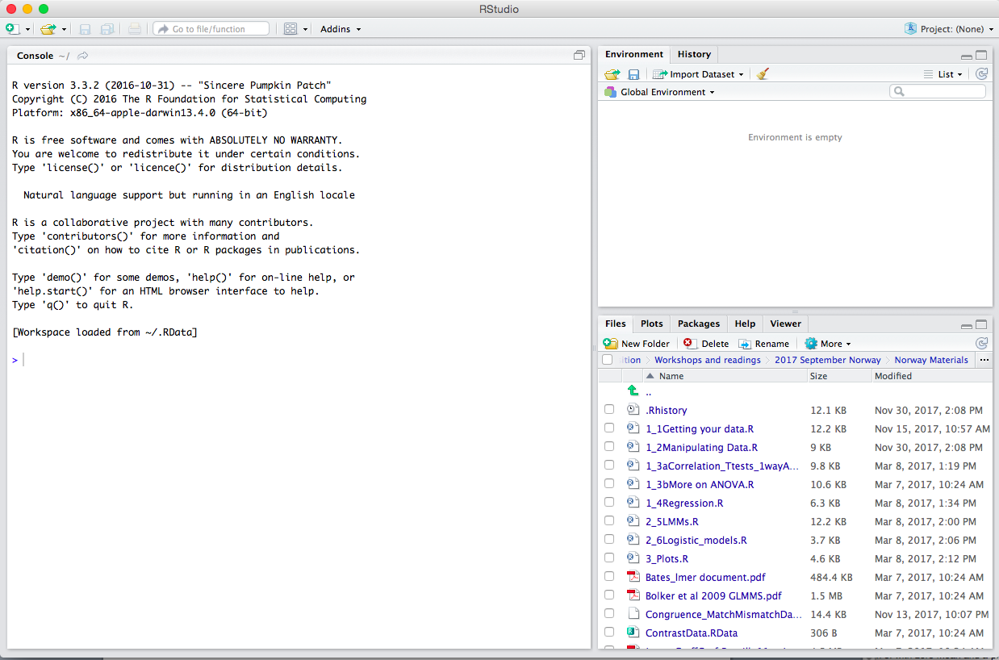 RStudio
Go to file/function
Addins
Project: (None)
Console ~/
R version 3.3.2 (2016-10-31) -- "Sincere Pumpkin Patch"
Copyright (C) 2016 The R Foundation for Statistical Computing
Platform: x86_64-apple-darwin13.4.0 (64-bit)
R is free software and comes with ABSOLUTELY NO WARRANTY.
You are welcome to redistribute it under certain conditions.
Type 'license()' or 'licence()' for distribution details.
Natural language support but running in an English locale
R is a collaborative project with many contributors.
Type 'contributors()' for more information and
'citation()' on how to cite R or R packages in publications.
Type 'demo()' for some demos, 'help()' for on-line help, or
'help.start()' for an HTML browser interface to help.
Type 'q()' to quit R.
[Workspace loaded from ~/.RData]
>
Environment History
Import Dataset List
Global Environment
Environment is empty
Files Plots Packages Help Viewer
New Folder Delete Rename More
ition Workshops and readings 2017 September Norway Norway Materials ...
Name Size Modified
..
.Rhistory 12.1 KB Nov 30, 2017, 2:08 PM
1_1Getting your data.R 12.2 KB Nov 15, 2017, 10:57 AM
1_2Manipulating Data.R 9 KB Nov 30, 2017, 2:08 PM
1_3aCorrelation_Ttests_1wayA... 9.8 KB Mar 8, 2017, 1:19 PM
1_3bMore on ANOVA.R 10.6 KB Mar 7, 2017, 10:24 AM
1_4Regression.R 6.3 KB Mar 8, 2017, 1:34 PM
2_5LMMs.R 12.2 KB Mar 8, 2017, 2:00 PM
2_6Logistic_models.R 3.7 KB Mar 8, 2017, 2:06 PM
3_Plots.R 4.6 KB Mar 8, 2017, 2:12 PM
Bates_lmer document.pdf 484.4 KB Mar 7, 2017, 10:24 AM
Bolker et al 2009 GLMMS.pdf 1.5 MB Mar 7, 2017, 10:24 AM
Congruence_MatchMismatchDa... 14.4 KB Nov 13, 2017, 10:07 PM
ContrastData.RData 306 B Mar 7, 2017, 10:24 AM